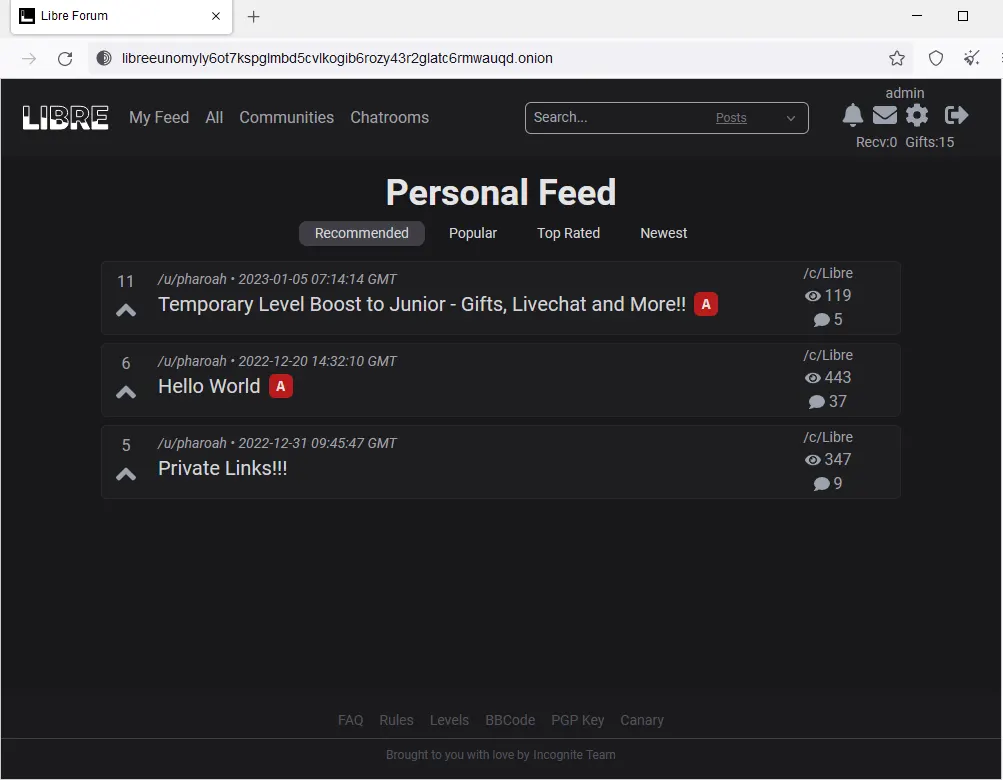 Libre Forum
libreeunomyly6ot7kspglmbd5cvlkogib6rozy43r2glatc6rmwauqd.onion
LIBRE My Feed All Communities Chatrooms Search... Posts admin
Recv:0 Gifts:15
Personal Feed
Recommended Popular Top Rated Newest
11 /u/pharoah • 2023-01-05 07:14:14 GMT /c/Libre
Temporary Level Boost to Junior - Gifts, Livechat and More!! A 119
5
6 /u/pharoah • 2022-12-20 14:32:10 GMT /c/Libre
Hello World A 443
37
5 /u/pharoah • 2022-12-31 09:45:47 GMT /c/Libre
Private Links!!! 347
9
FAQ Rules Levels BBCode PGP Key Canary
Brought to you with love by Incognite Team